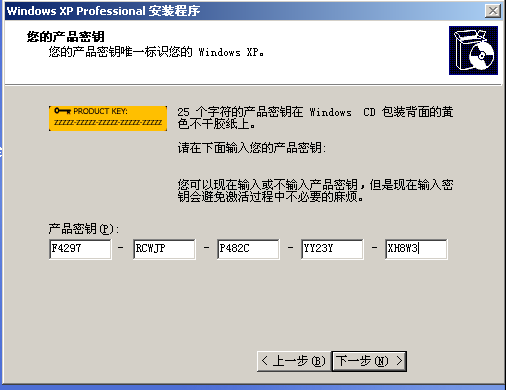 Windows XP Professional 安装程序
您的产品密钥
您的产品密钥唯一标识您的 Windows XP。
PRODUCT KEY:
ZZZZZ-ZZZZZ-ZZZZZ-ZZZZZ-ZZZZZ
25 个字符的产品密钥在 Windows CD 包装背面的黄
色不干胶纸上。
请在下面输入您的产品密钥:
您可以现在输入或不输入产品密钥，但是现在输入密
钥会避免激活过程中不必要的麻烦。
产品密钥(P):
F4297 - RCWJP - P482C - YY23Y - XH8W3
< 上一步(B) 下一步(N) >